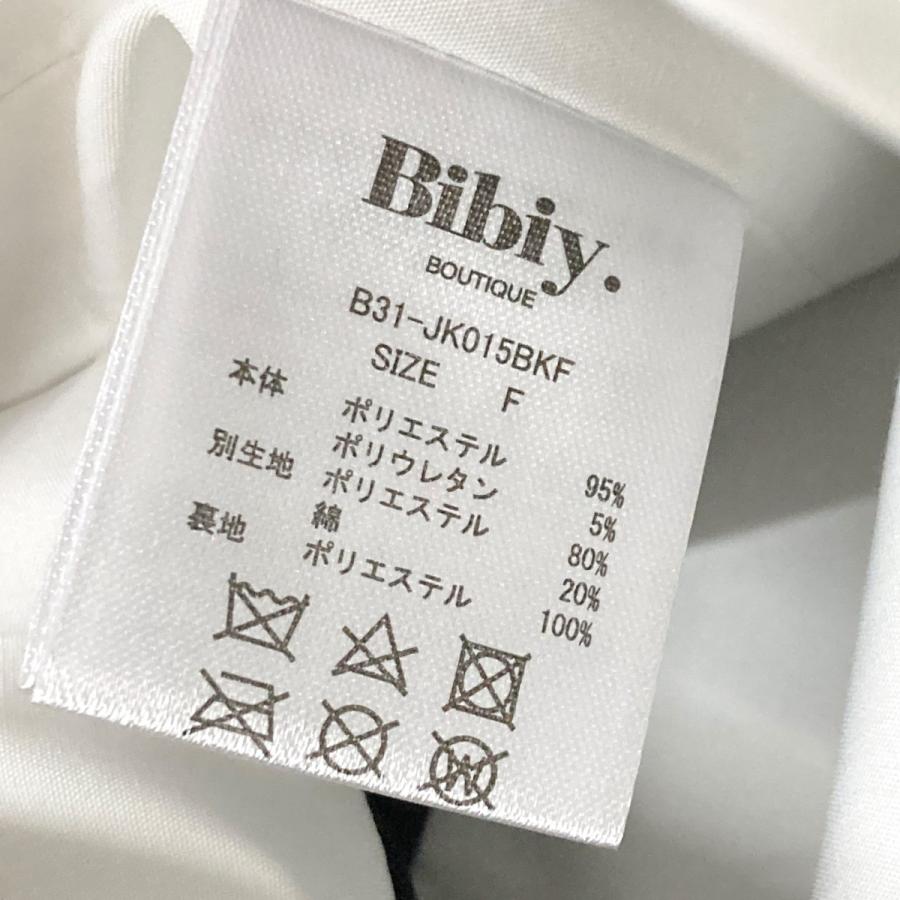 Bibiy.
BOUTIQUE
B31-JK015BKF
SIZE F
本体 ポリエステル 95%
ポリウレタン 5%
別生地 ポリエステル 80%
綿 20%
裏地 ポリエステル 100%
W